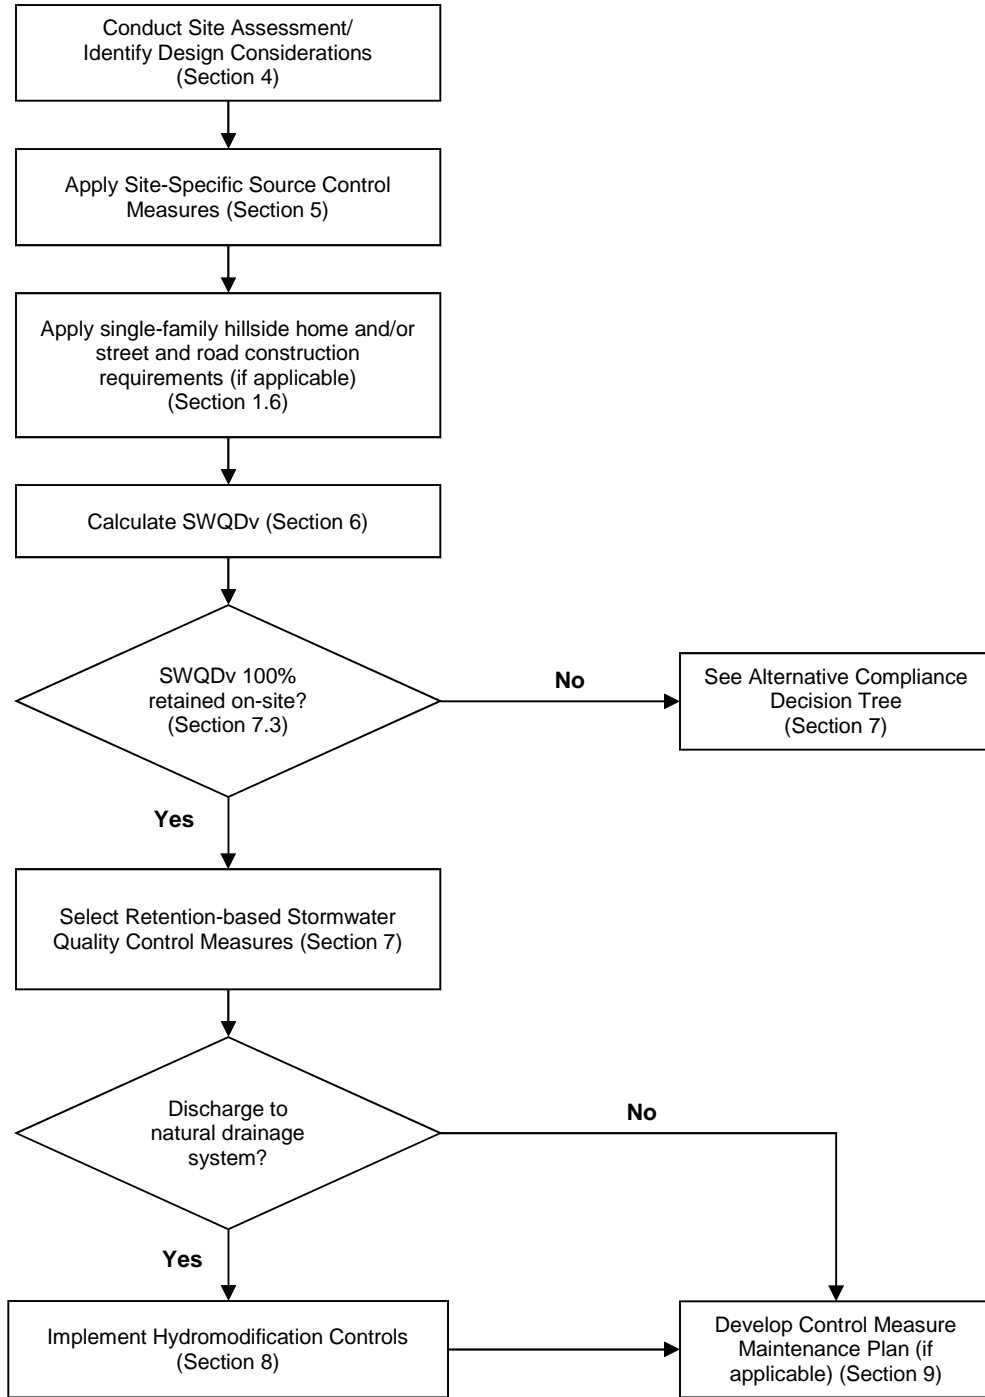 Conduct Site Assessment/
Identify Design Considerations
(Section 4)
Apply Site-Specific Source Control
Measures (Section 5)
Apply single-family hillside home and/or
street and road construction
requirements (if applicable)
(Section 1.6)
Calculate SWQDv (Section 6)
SWQDv 100%
retained on-site?
(Section 7.3)
No
See Alternative Compliance
Decision Tree
(Section 7)
Yes
Select Retention-based Stormwater
Quality Control Measures (Section 7)
Discharge to
natural drainage
system?
No
Yes
Implement Hydromodification Controls
(Section 8)
Develop Control Measure
Maintenance Plan (if
applicable) (Section 9)